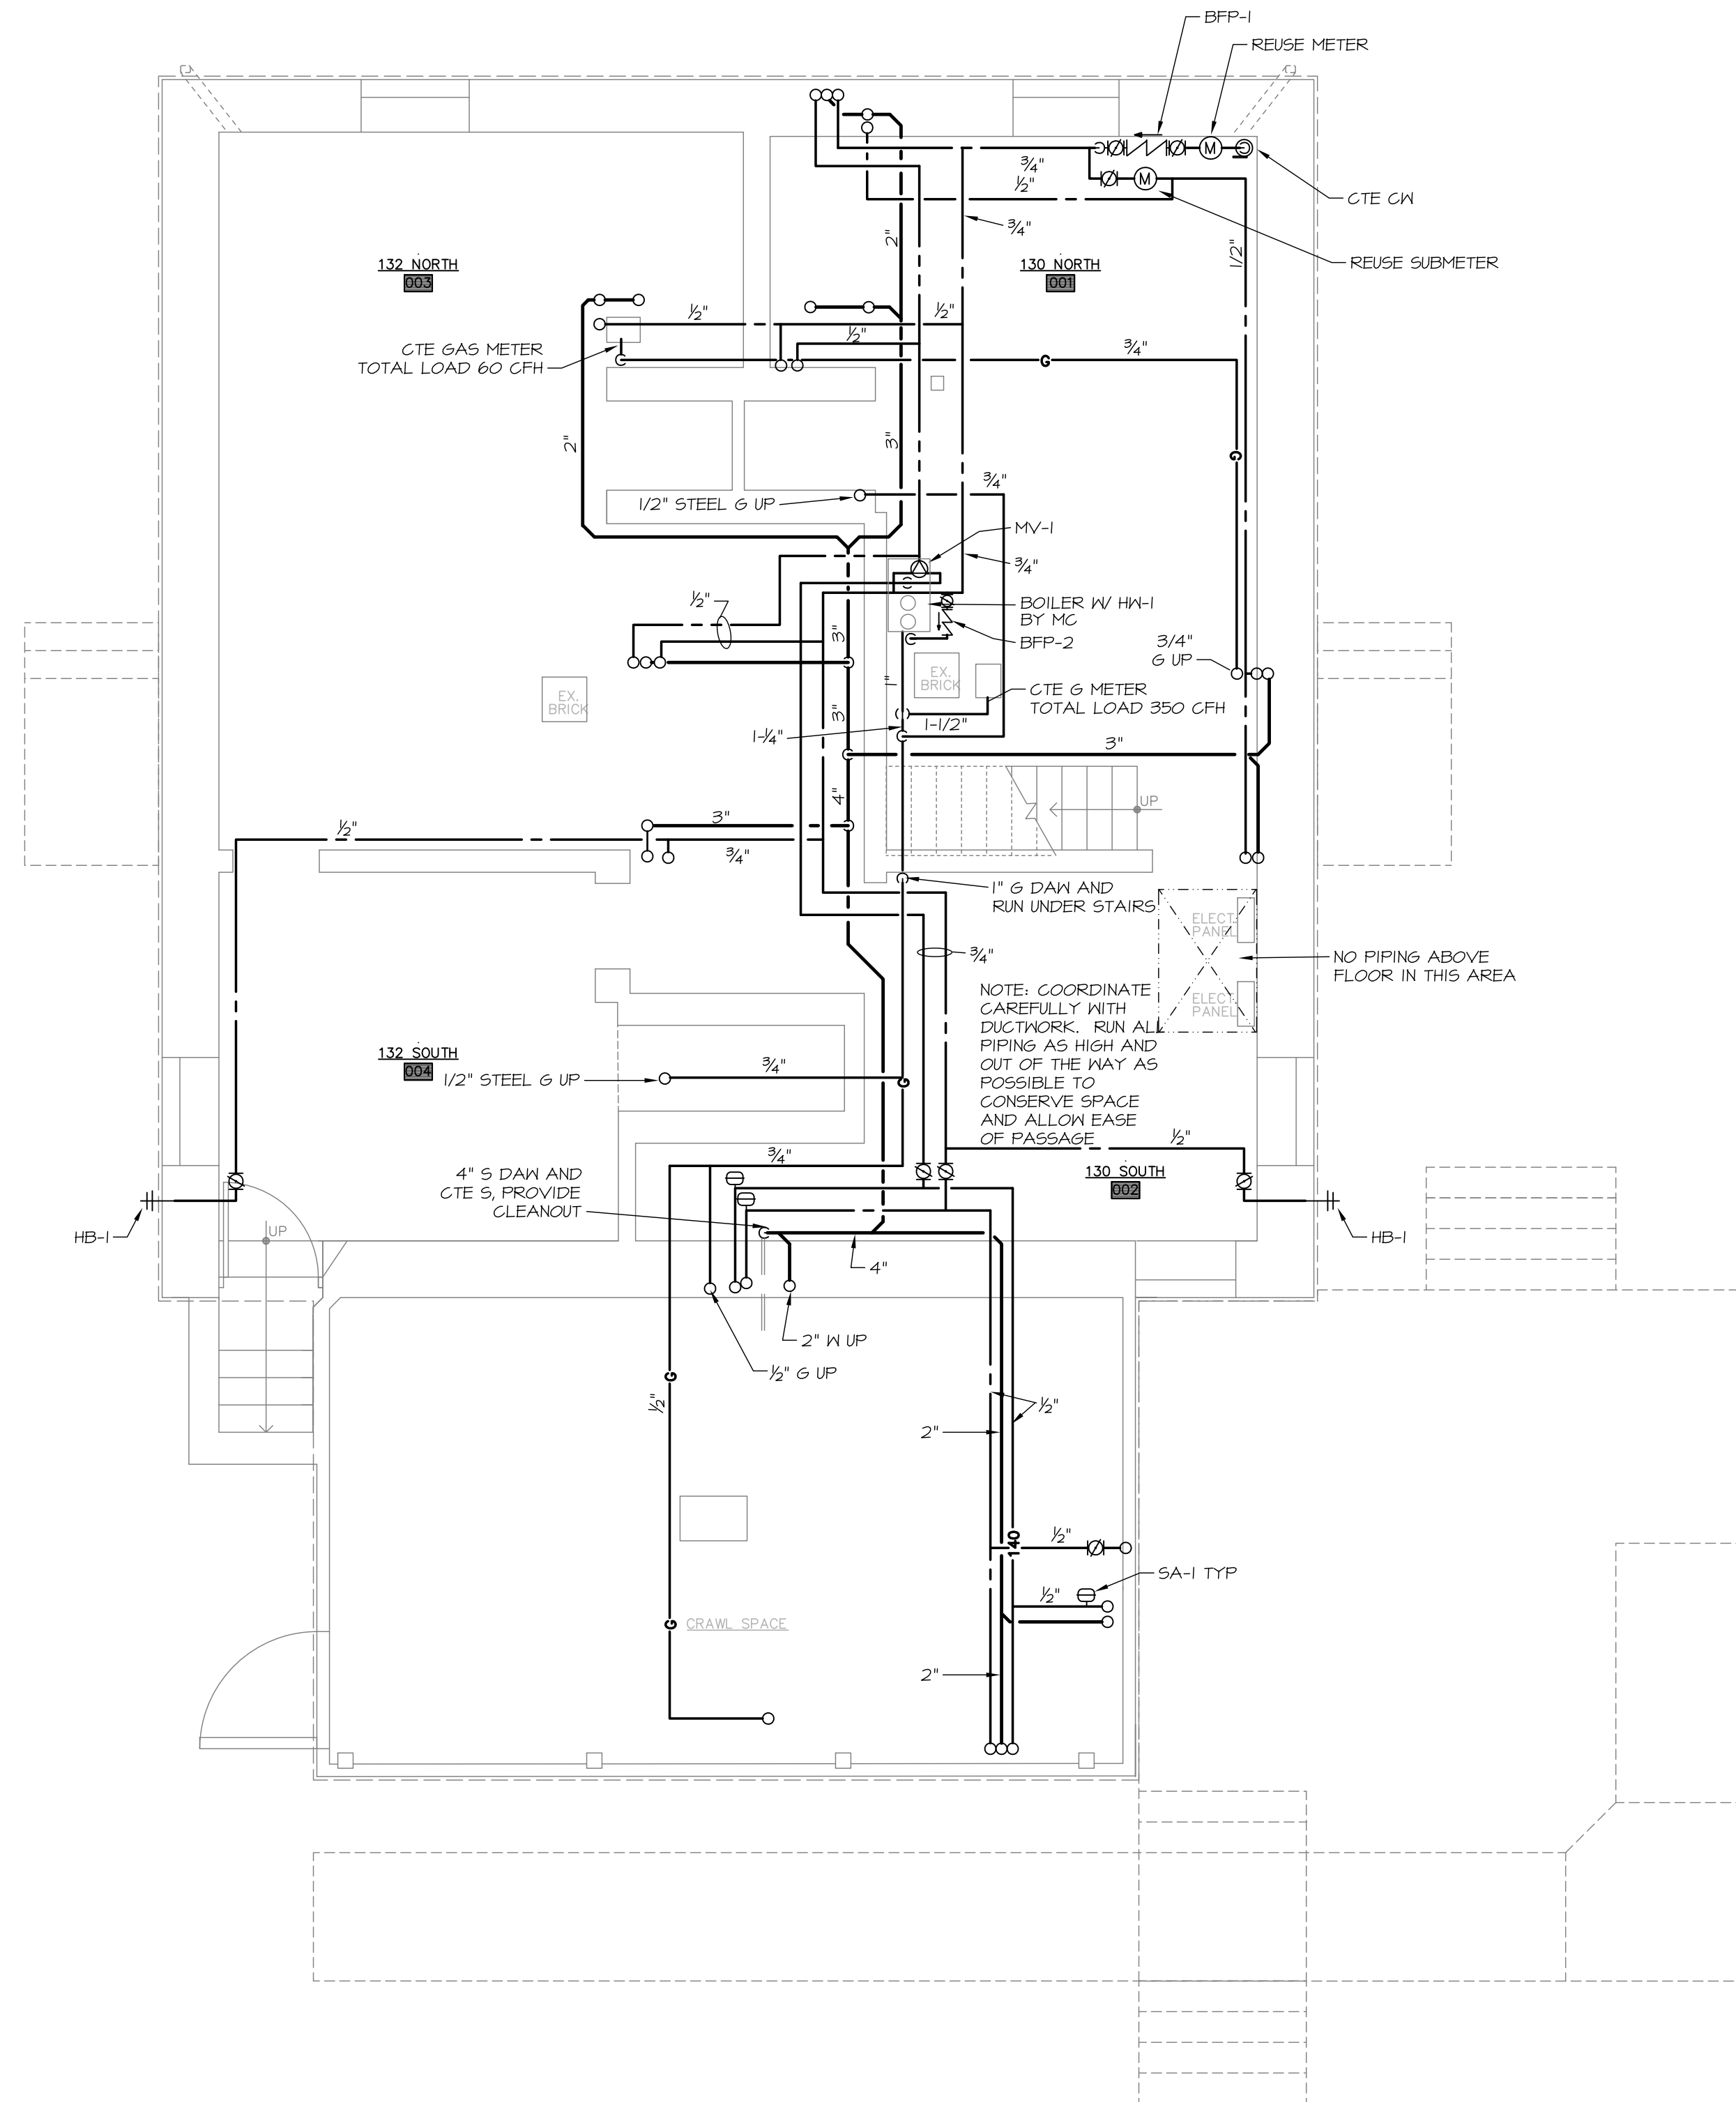 BFP-1
REUSE METER
M
3/4"
1/2"
M
CTE CW
3/4"
2"
1/2"
REUSE SUBMETER
132 NORTH
003
130 NORTH
001
1/2"
1/2"
1/2"
CTE GAS METER
TOTAL LOAD 60 CFH
G
3/4"
2"
3"
G
3/4"
1/2" STEEL G UP
MV-1
3/4"
1/2"
BOILER W/ HW-1
BY MC
BFP-2
3"
3/4"
G UP
EX.
BRICK
EX.
BRICK
1"
CTE G METER
TOTAL LOAD 350 CFH
3"
1-1/4"
1-1/2"
3"
4"
UP
3"
1/2"
3/4"
1" G DAW AND
RUN UNDER STAIRS
ELECT.
PANEL
3/4"
NO PIPING ABOVE
FLOOR IN THIS AREA
ELECT.
PANEL
NOTE: COORDINATE
CAREFULLY WITH
DUCTWORK. RUN ALL
PIPING AS HIGH AND
OUT OF THE WAY AS
POSSIBLE TO
CONSERVE SPACE
AND ALLOW EASE
OF PASSAGE
132 SOUTH
004
1/2" STEEL G UP
3/4"
G
1/2"
3/4"
130 SOUTH
002
4" S DAW AND
CTE S, PROVIDE
CLEANOUT
HB-1
UP
HB-1
4"
2" W UP
1/2" G UP
G
1/2"
1/2"
2"
140
1/2"
SA-1 TYP
1/2"
G
CRAWL SPACE
2"